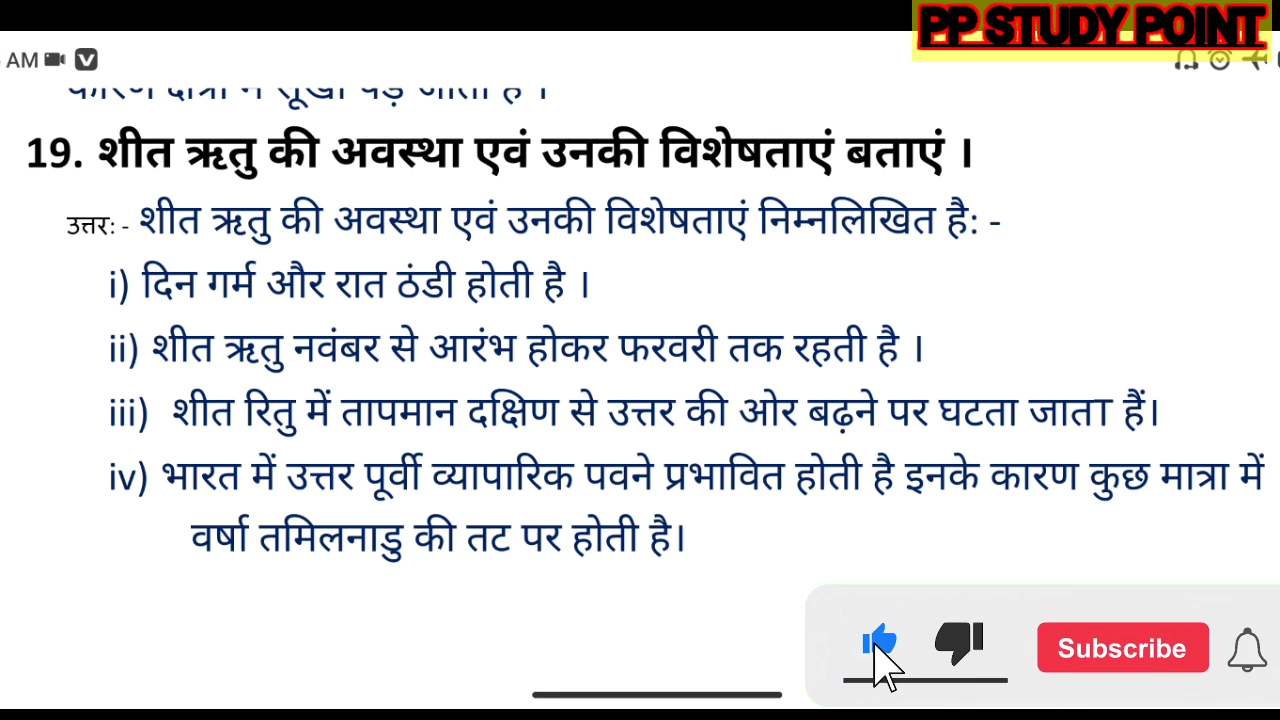 PP STUDY POINT
AM
19. शीत ऋतु की अवस्था एवं उनकी विशेषताएं बताएं ।
उत्तर: - शीत ऋतु की अवस्था एवं उनकी विशेषताएं निम्नलिखित है: -
i) दिन गर्म और रात ठंडी होती है ।
ii) शीत ऋतु नवंबर से आरंभ होकर फरवरी तक रहती है ।
iii) शीत रितु में तापमान दक्षिण से उत्तर की ओर बढ़ने पर घटता जातT हैं।
iv) भारत में उत्तर पूर्वी व्यापारिक पवने प्रभावित होती है इनके कारण कुछ मात्रा में
वर्षा तमिलनाडु की तट पर होती है।
Subscribe